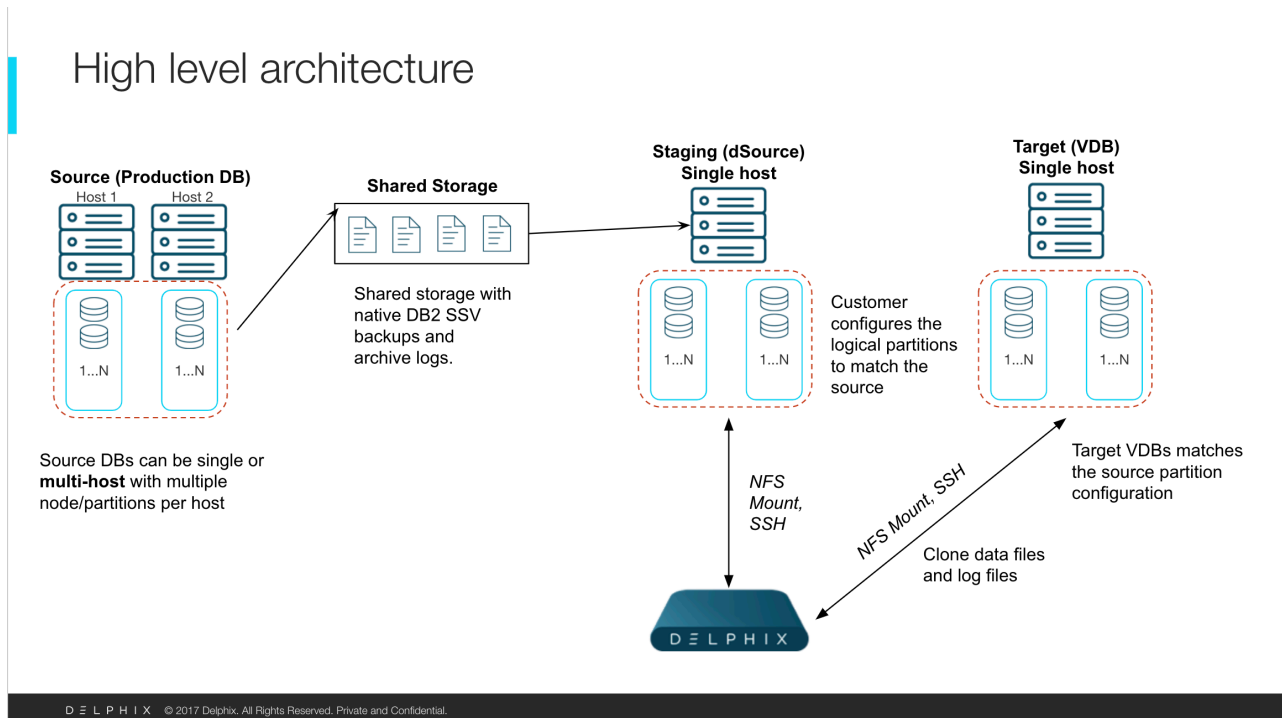 High level architecture
Source (Production DB)
Host 1
Host 2
1...N
1...N
Source DBs can be single or
multi-host with multiple
node/partitions per host
Shared Storage
Shared storage with
native DB2 SSV
backups and
archive logs.
Staging (dSource)
Single host
1...N
1...N
Customer
configures the
logical partitions
to match the
source
Target (VDB)
Single host
1...N
1...N
Target VDBs matches
the source partition
configuration
NFS
Mount,
SSH
NFS Mount, SSH
Clone data files
and log files
DELPHIX
DELPHIX © 2017 Delphix. All Rights Reserved. Private and Confidential.